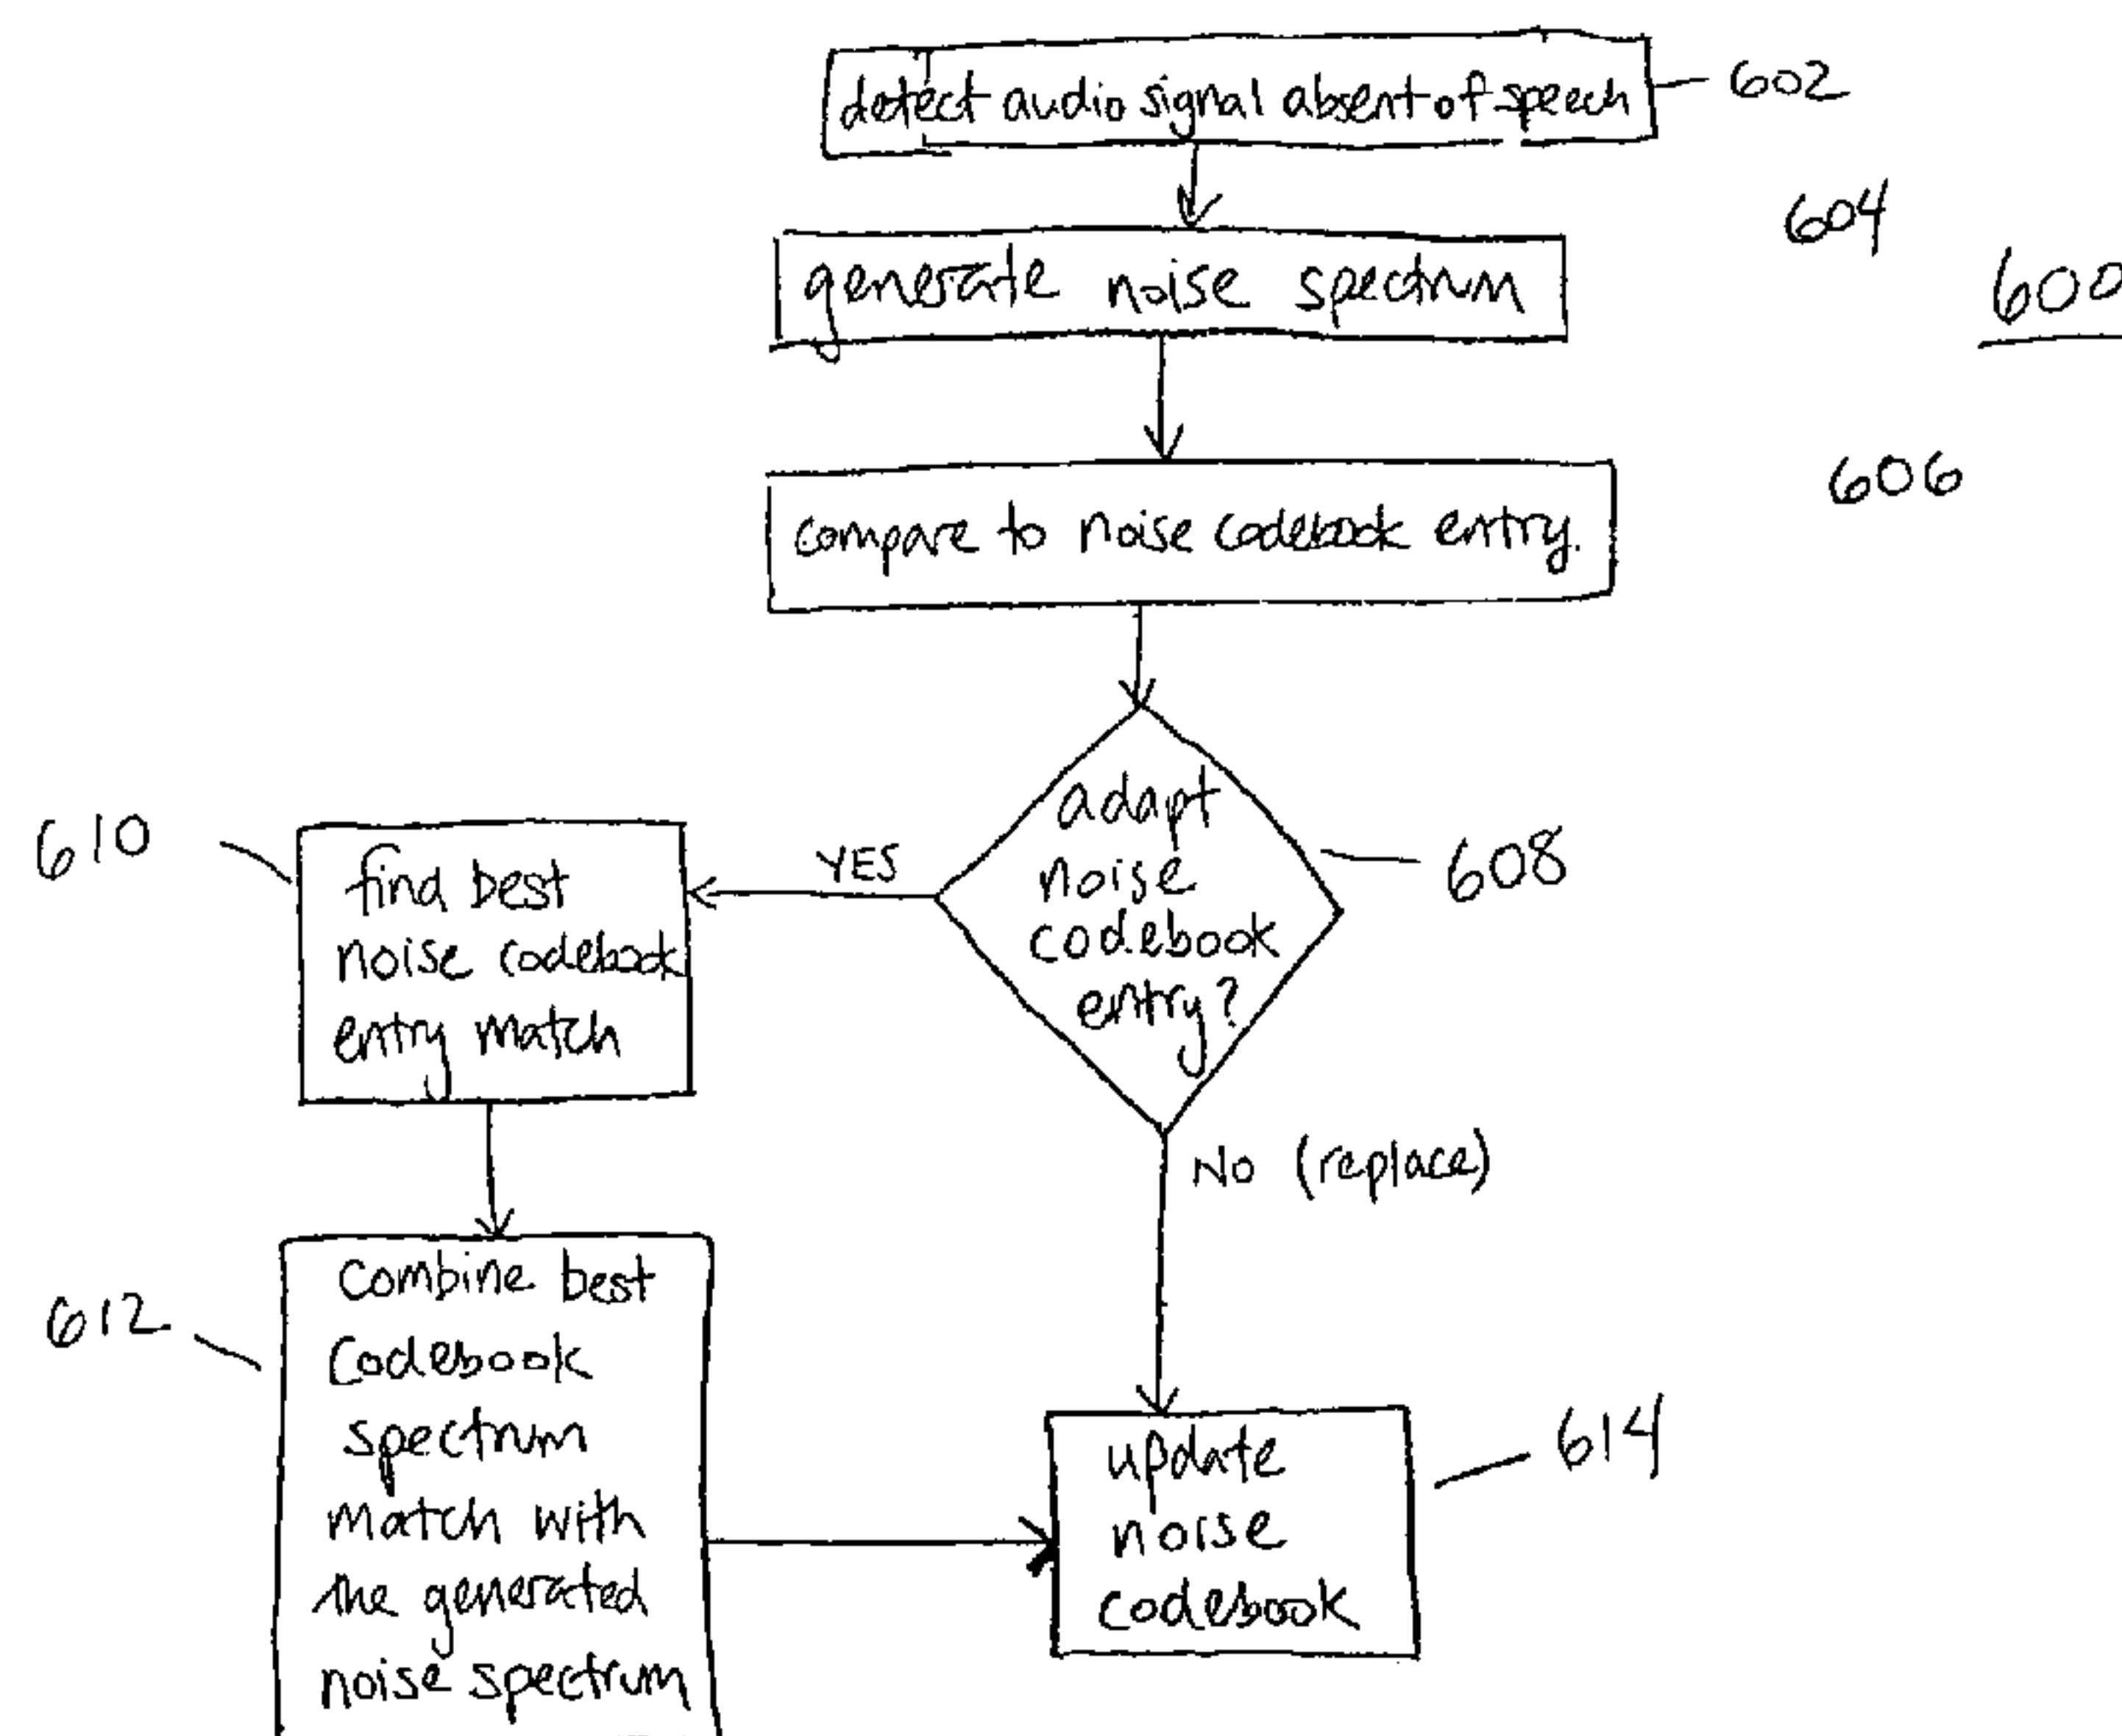 detect audio signal absent of speech
602
604
generate noise spectrum
600
606
compare to noise codebook entry.
adapt
noise
codebook
entry?
608
610
YES
find best
noise codebook
entry match
No (replace)
612
combine best
codebook
spectrum
match with
the generated
noise spectrum
614
update
noise
codebook